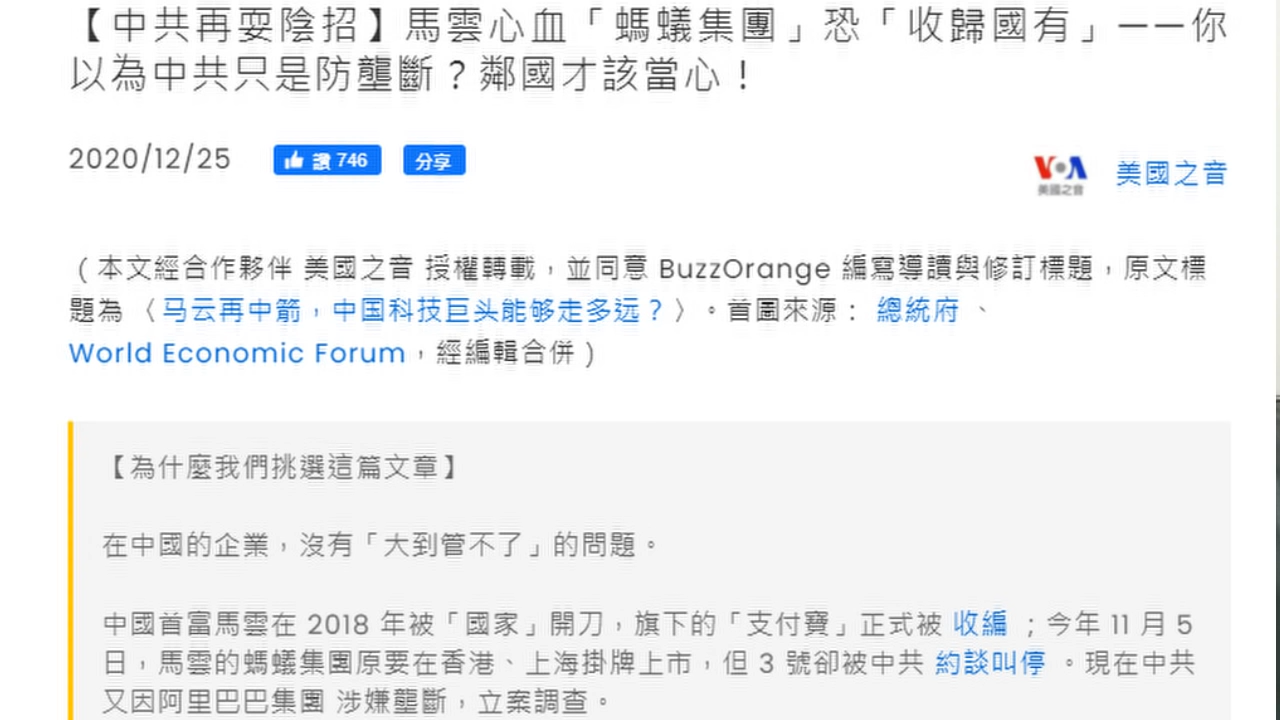 【中共再耍陰招】馬雲心血「螞蟻集團」恐「收歸國有」——你
以為中共只是防壟斷？鄰國才該當心！
2020/12/25 讚 746 分享 VOA 美國之音 美國之音
（本文經合作夥伴 美國之音 授權轉載，並同意 BuzzOrange 編寫導讀與修訂標題，原文標
題為〈马云再中箭，中国科技巨头能够走多远？〉。首圖來源： 總統府 、
World Economic Forum，經編輯合併）
【為什麼我們挑選這篇文章】
在中國的企業，沒有「大到管不了」的問題。
中國首富馬雲在 2018 年被「國家」開刀，旗下的「支付寶」正式被 收編 ；今年 11 月 5
日，馬雲的螞蟻集團原要在香港、上海掛牌上市，但 3 號卻被中共 約談叫停 。現在中共
又因阿里巴巴集團 涉嫌壟斷，立案調查。